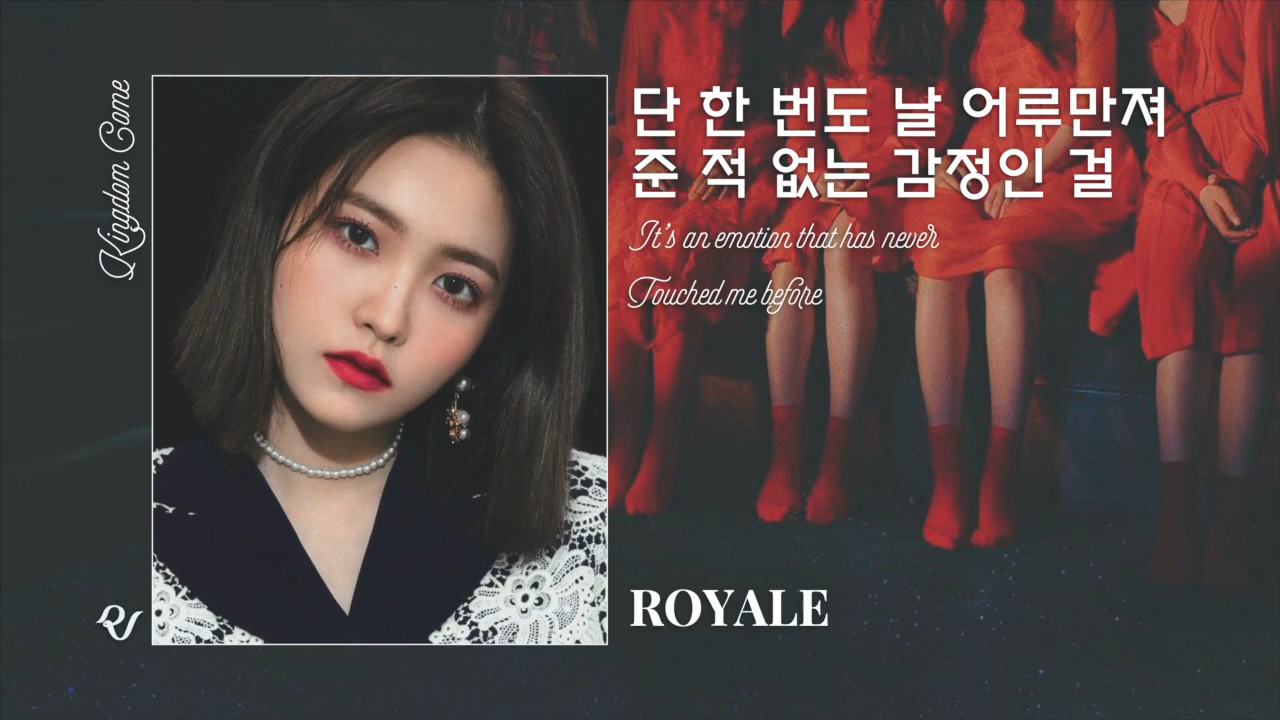 Kingdom Come
단 한 번도 날 어루만져
준 적 없는 감정인 걸
It's an emotion that has never
Touched me before
RV
ROYALE